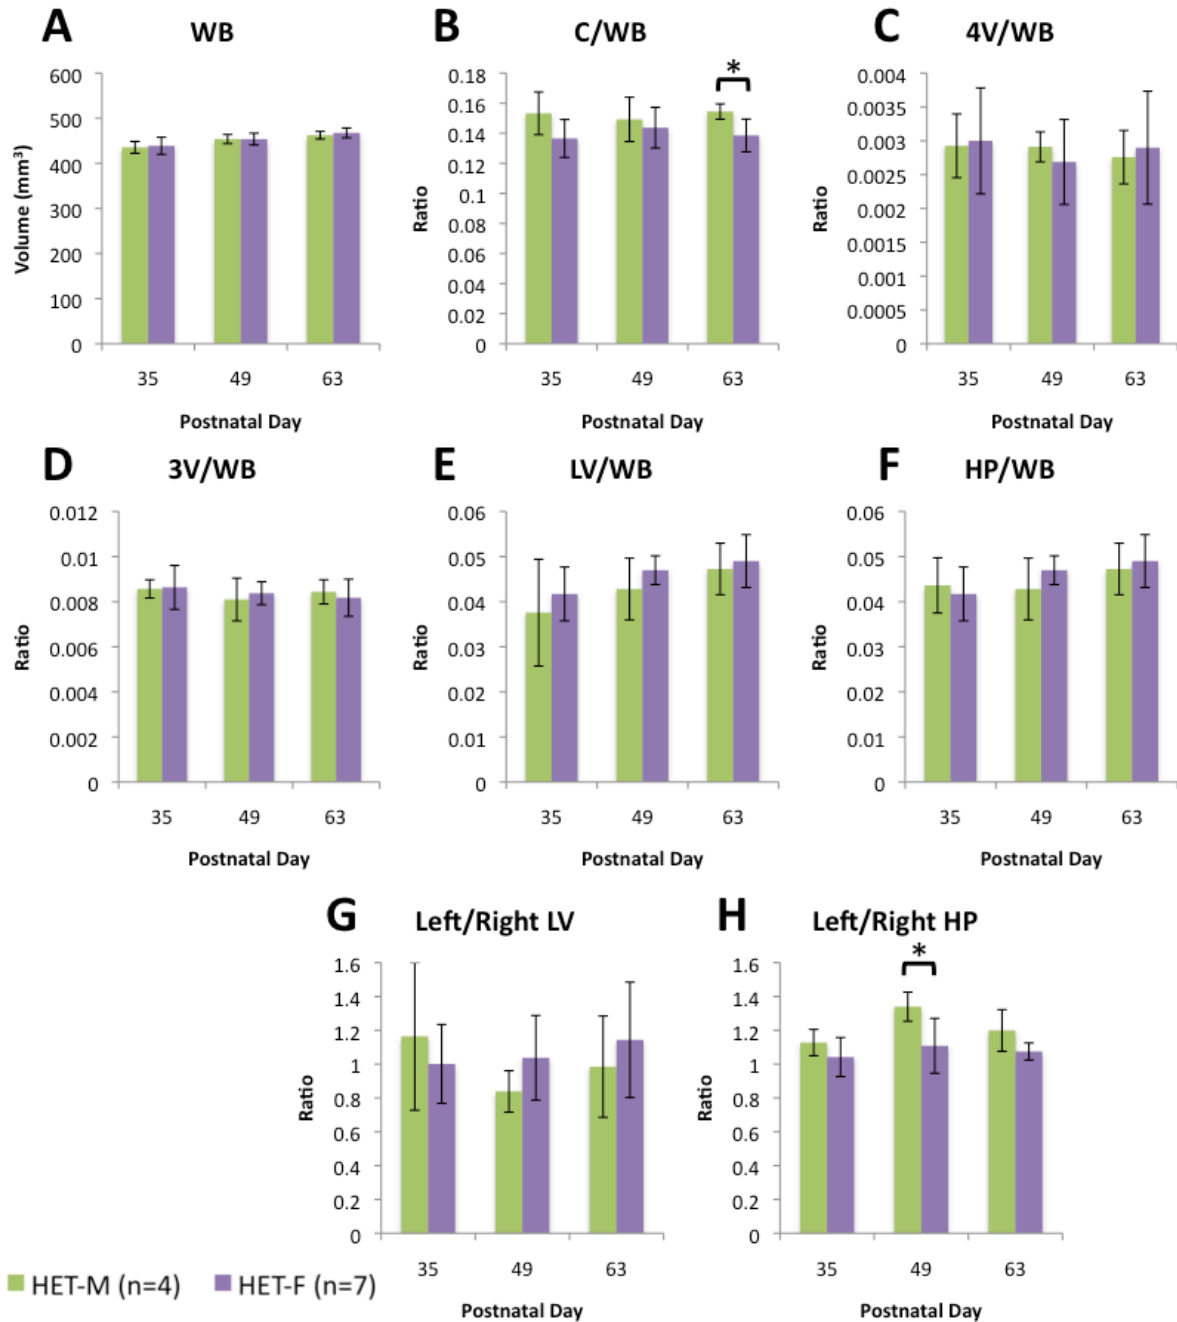 A WB
600
500
400
300
200
100
0
Volume (mm³)
35 49 63
Postnatal Day
B C/WB
0.18
0.16
0.14
0.12
0.1
0.08
0.06
0.04
0.02
0
Ratio
*
35 49 63
Postnatal Day
C 4V/WB
0.004
0.0035
0.003
0.0025
0.002
0.0015
0.001
0.0005
0
Ratio
35 49 63
Postnatal Day
D 3V/WB
0.012
0.01
0.008
0.006
0.004
0.002
0
Ratio
35 49 63
Postnatal Day
E LV/WB
0.06
0.05
0.04
0.03
0.02
0.01
0
Ratio
35 49 63
Postnatal Day
F HP/WB
0.06
0.05
0.04
0.03
0.02
0.01
0
Ratio
35 49 63
Postnatal Day
G Left/Right LV
1.6
1.4
1.2
1
0.8
0.6
0.4
0.2
0
Ratio
35 49 63
Postnatal Day
H Left/Right HP
1.6
1.4
1.2
1
0.8
0.6
0.4
0.2
0
Ratio
*
35 49 63
Postnatal Day
HET-M (n=4) HET-F (n=7)